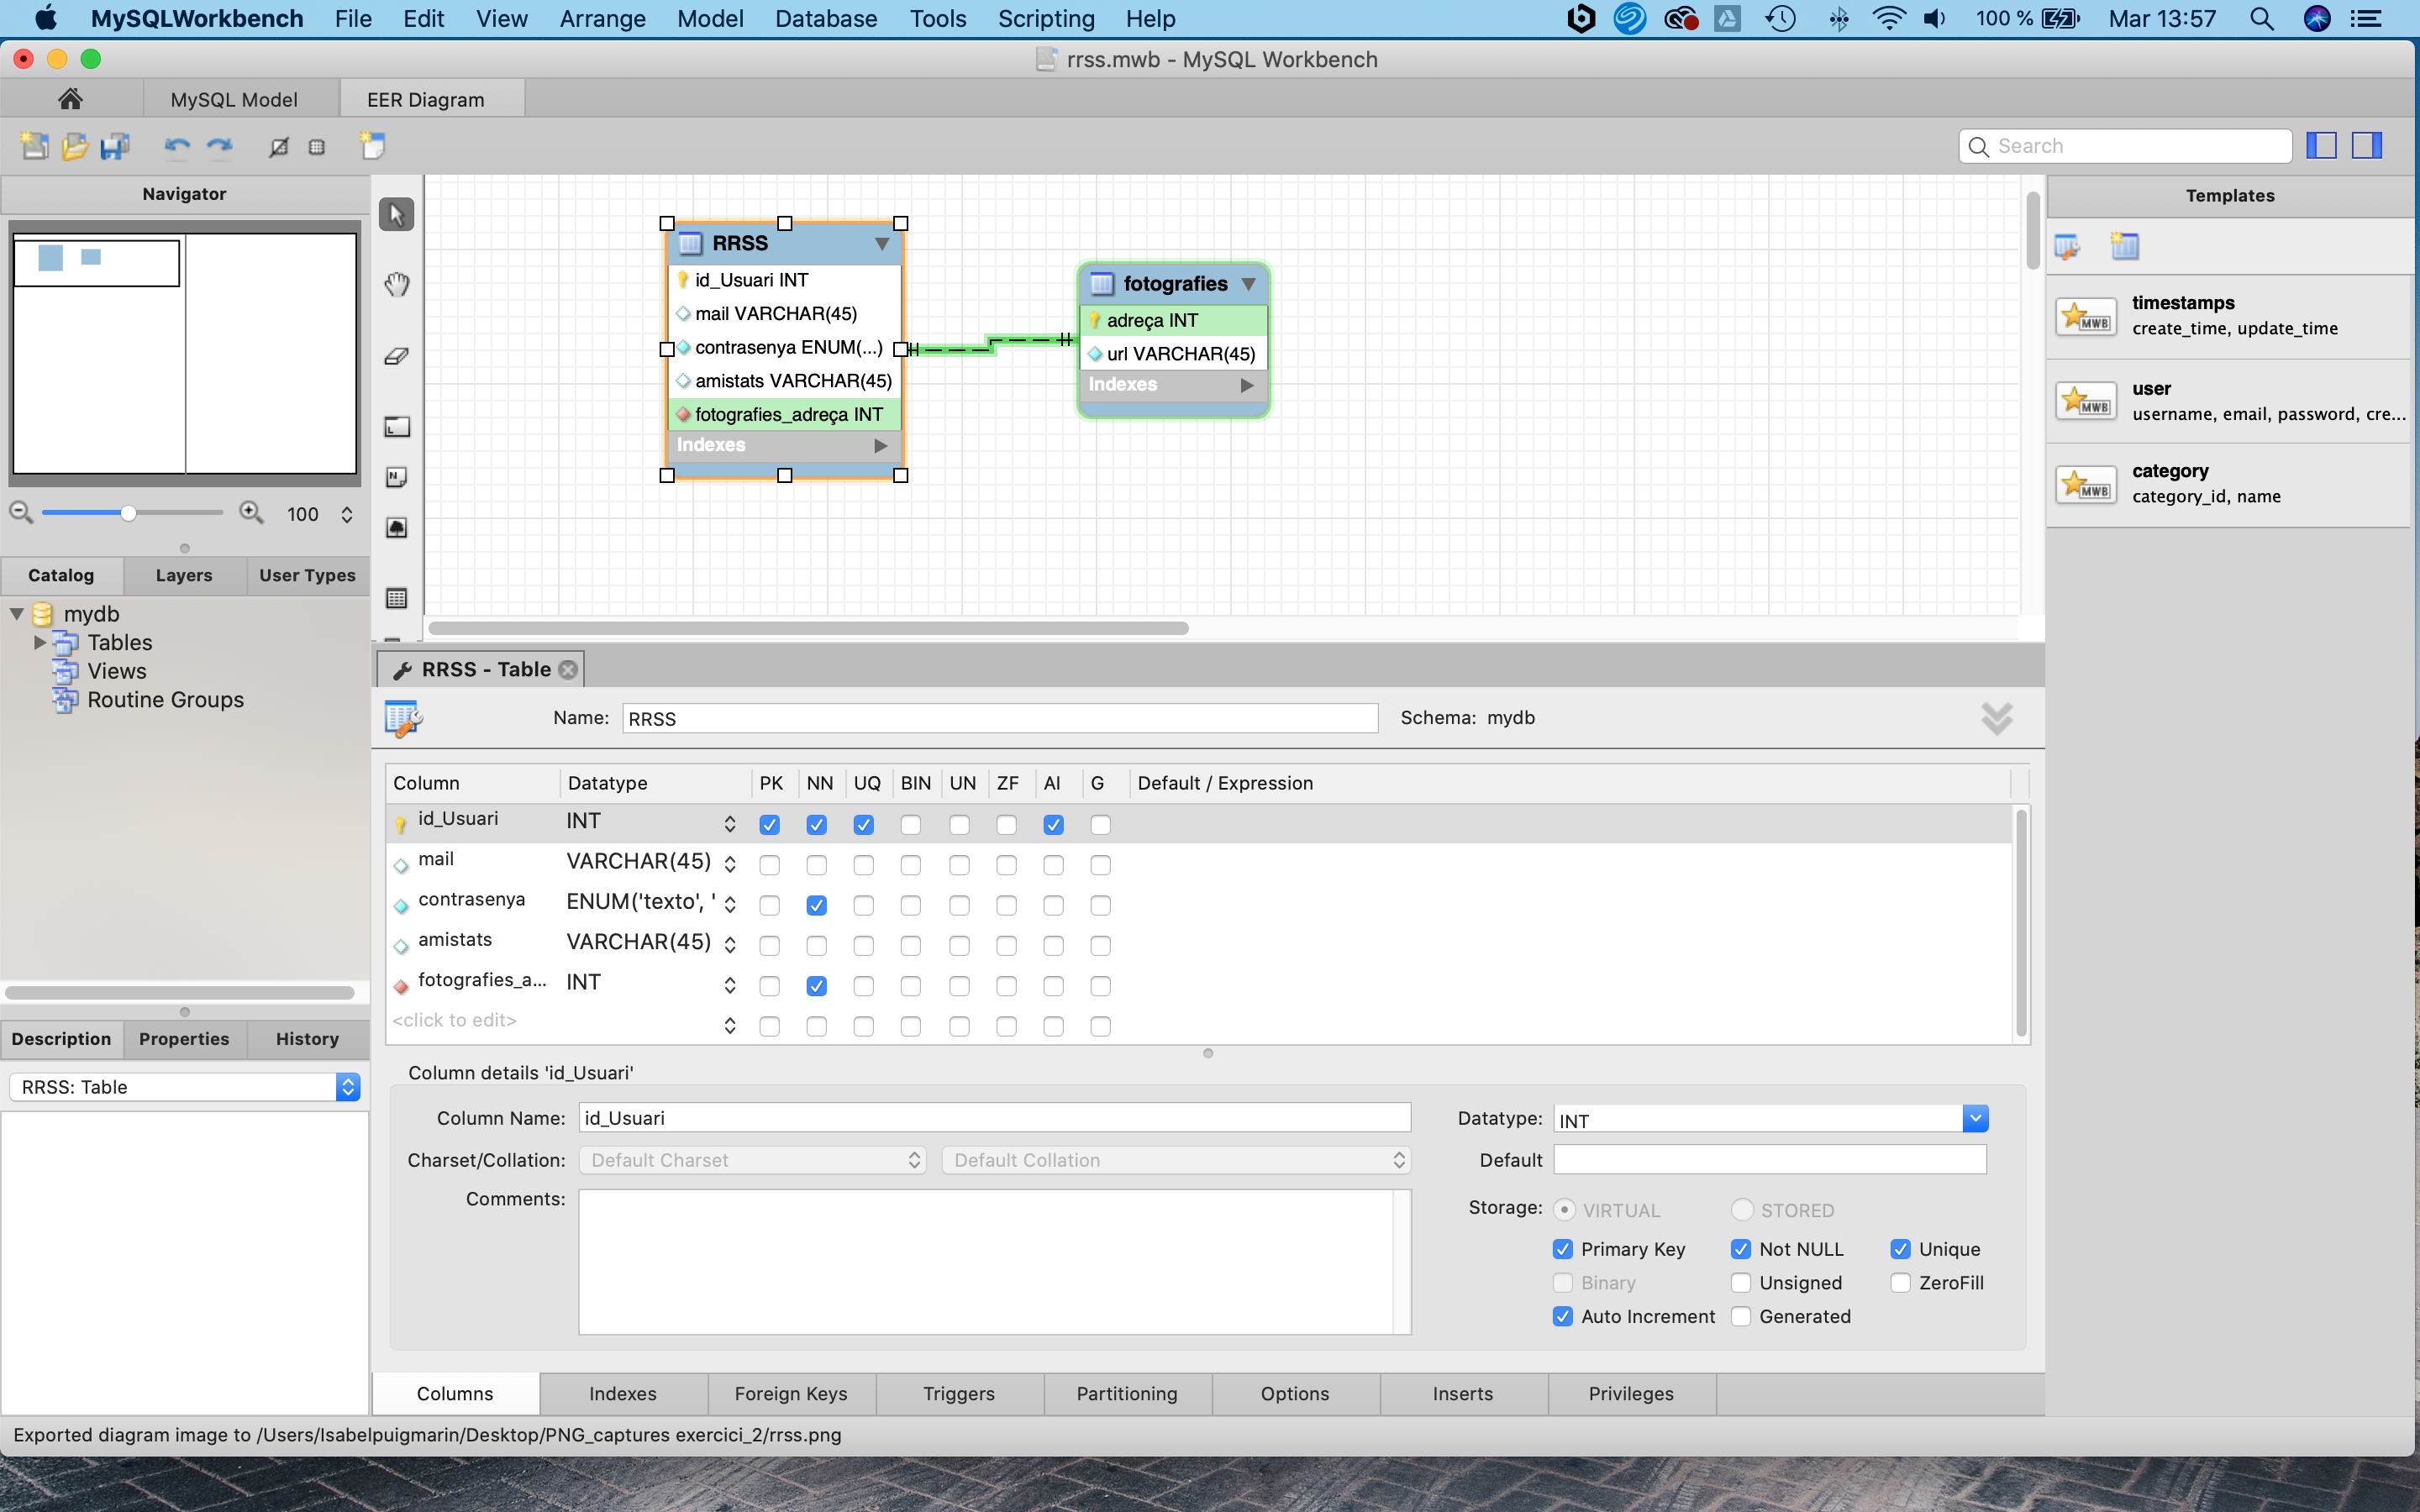 MySQLWorkbench File Edit View Arrange Model Database Tools Scripting Help 100 % Mar 13:57
rrss.mwb - MySQL Workbench
MySQL Model EER Diagram
Search
Navigator
100
Catalog Layers User Types
mydb
Tables
Views
Routine Groups
Description Properties History
RRSS: Table
RRSS
id_Usuari INT
mail VARCHAR(45)
contrasenya ENUM(...)
amistats VARCHAR(45)
fotografies_adreça INT
Indexes
fotografies
adreça INT
url VARCHAR(45)
Indexes
Templates
MWB
timestamps
create_time, update_time
MWB
user
username, email, password, cre...
MWB
category
category_id, name
RRSS - Table
Name: RRSS Schema: mydb
Column Datatype PK NN UQ BIN UN ZF AI G Default / Expression
id_Usuari INT
mail VARCHAR(45)
contrasenya ENUM('texto', '
amistats VARCHAR(45)
fotografies_a... INT
<click to edit>
Column details 'id_Usuari'
Column Name: id_Usuari Datatype: INT
Charset/Collation: Default Charset Default Collation Default
Comments: Storage: VIRTUAL STORED
Primary Key Not NULL Unique
Binary Unsigned ZeroFill
Auto Increment Generated
Columns Indexes Foreign Keys Triggers Partitioning Options Inserts Privileges
Exported diagram image to /Users/Isabelpuigmarin/Desktop/PNG_captures exercici_2/rrss.png